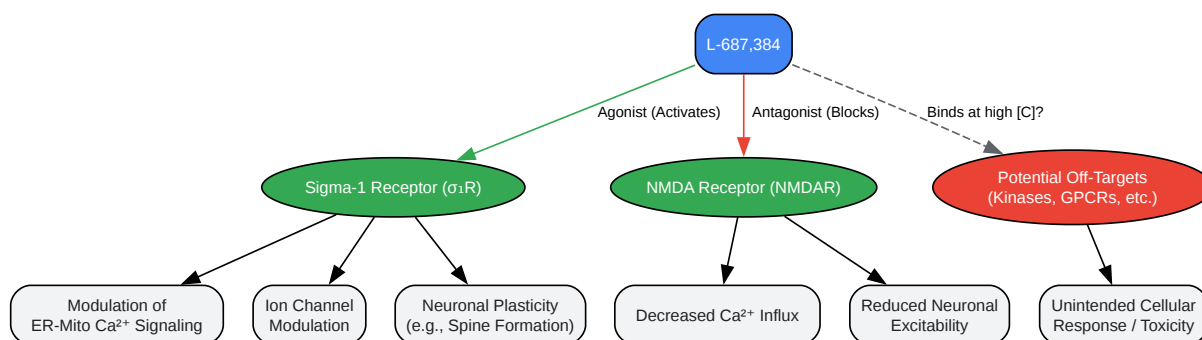 L-687,384
Agonist (Activates)
Antagonist (Blocks)
Binds at high [C]?
Sigma-1 Receptor (σ₁R)
NMDA Receptor (NMDAR)
Potential Off-Targets
(Kinases, GPCRs, etc.)
Modulation of
ER-Mito Ca²⁺ Signaling
Ion Channel
Modulation
Neuronal Plasticity
(e.g., Spine Formation)
Decreased Ca²⁺ Influx
Reduced Neuronal
Excitability
Unintended Cellular
Response / Toxicity